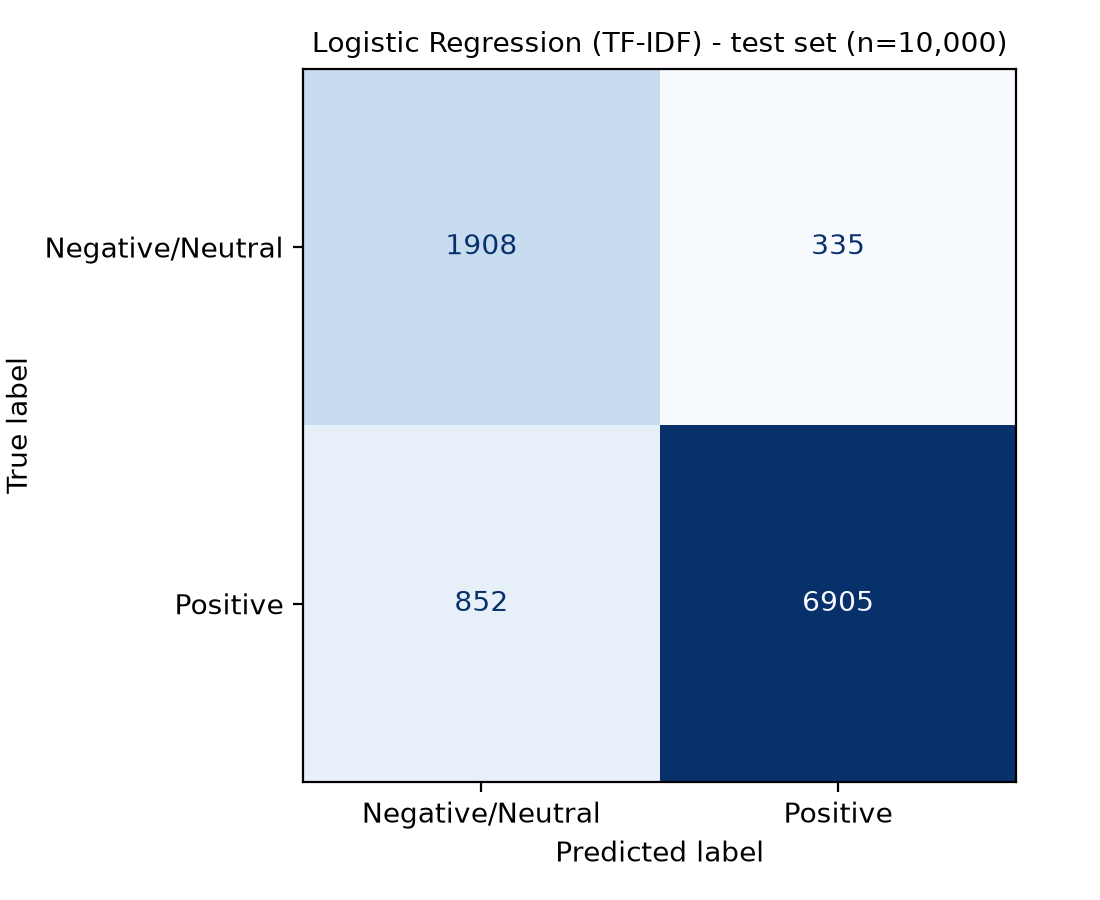 Logistic Regression (TF-IDF) - test set (n=10,000)
Negative/Neutral
1908
335
True label
Positive
852
6905
Negative/Neutral
Positive
Predicted label